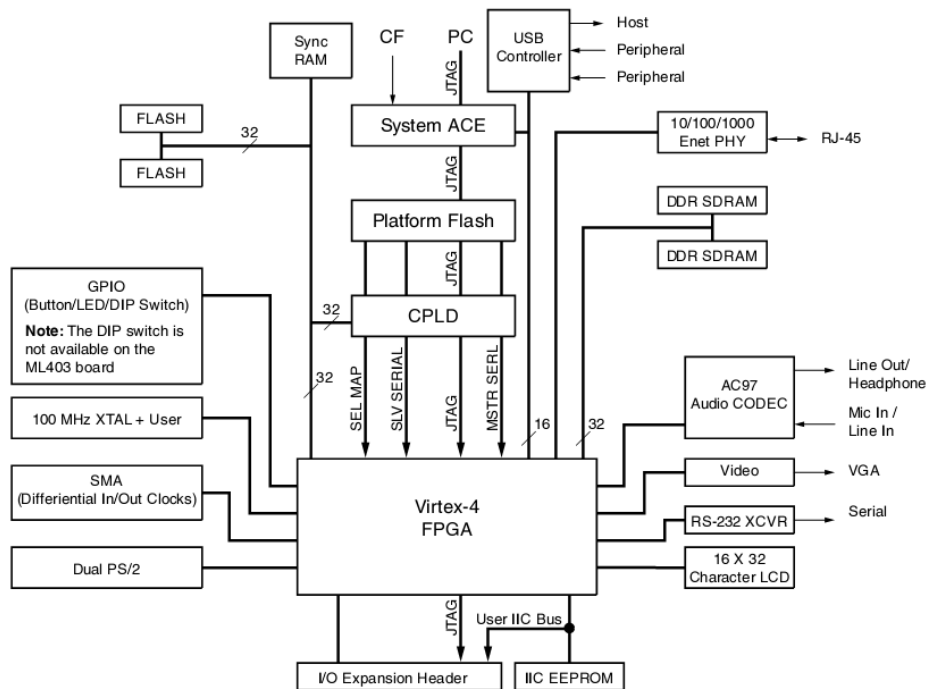 Sync
RAM
CF
PC
USB
Controller
Host
Peripheral
Peripheral
JTAG
FLASH
FLASH
32
System ACE
10/100/1000
Enet PHY
RJ-45
JTAG
Platform Flash
DDR SDRAM
DDR SDRAM
JTAG
GPIO
(Button/LED/DIP Switch)
Note: The DIP switch is
not available on the
ML403 board
32
CPLD
32
SEL MAP
SLV SERIAL
JTAG
MSTR SERL
16
32
AC97
Audio CODEC
Line Out/
Headphone
Mic In /
Line In
100 MHz XTAL + User
Video
VGA
SMA
(Differential In/Out Clocks)
Virtex-4
FPGA
RS-232 XCVR
Serial
Dual PS/2
16 X 32
Character LCD
JTAG
User IIC Bus
I/O Expansion Header
IIC EEPROM